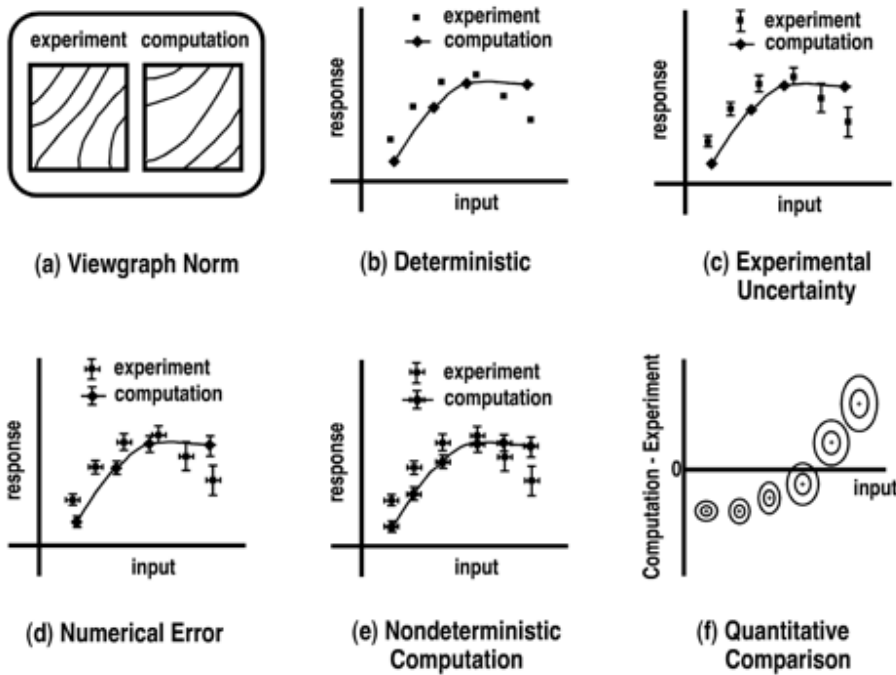 experiment computation
(a) Viewgraph Norm
experiment
computation
response
input
(b) Deterministic
experiment
computation
response
input
(c) Experimental
Uncertainty
experiment
computation
response
input
(d) Numerical Error
experiment
computation
response
input
(e) Nondeterministic
Computation
Computation - Experiment
0
input
(f) Quantitative
Comparison